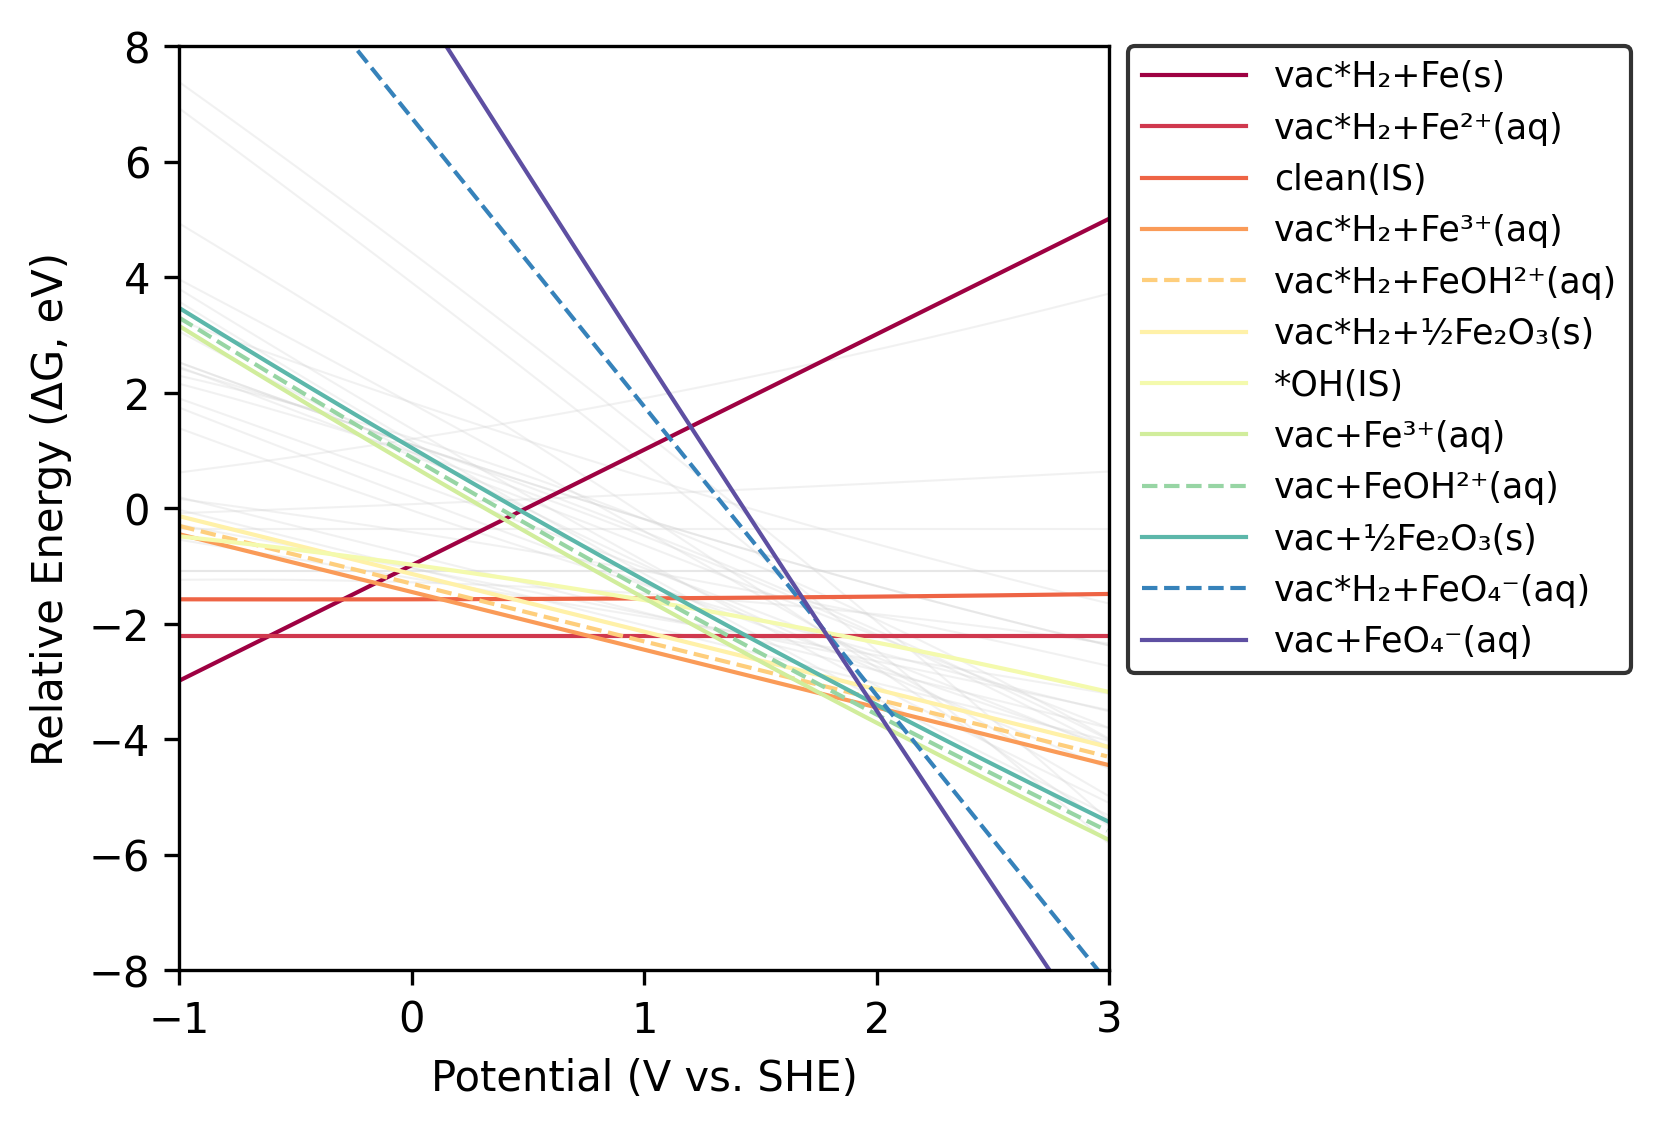 8
6
4
2
0
−2
−4
−6
−8
−1
0
1
2
3
Relative Energy (ΔG, eV)
Potential (V vs. SHE)
vac*H₂+Fe(s)
vac*H₂+Fe²⁺(aq)
clean(IS)
vac*H₂+Fe³⁺(aq)
vac*H₂+FeOH²⁺(aq)
vac*H₂+½Fe₂O₃(s)
*OH(IS)
vac+Fe³⁺(aq)
vac+FeOH²⁺(aq)
vac+½Fe₂O₃(s)
vac*H₂+FeO₄⁻(aq)
vac+FeO₄⁻(aq)